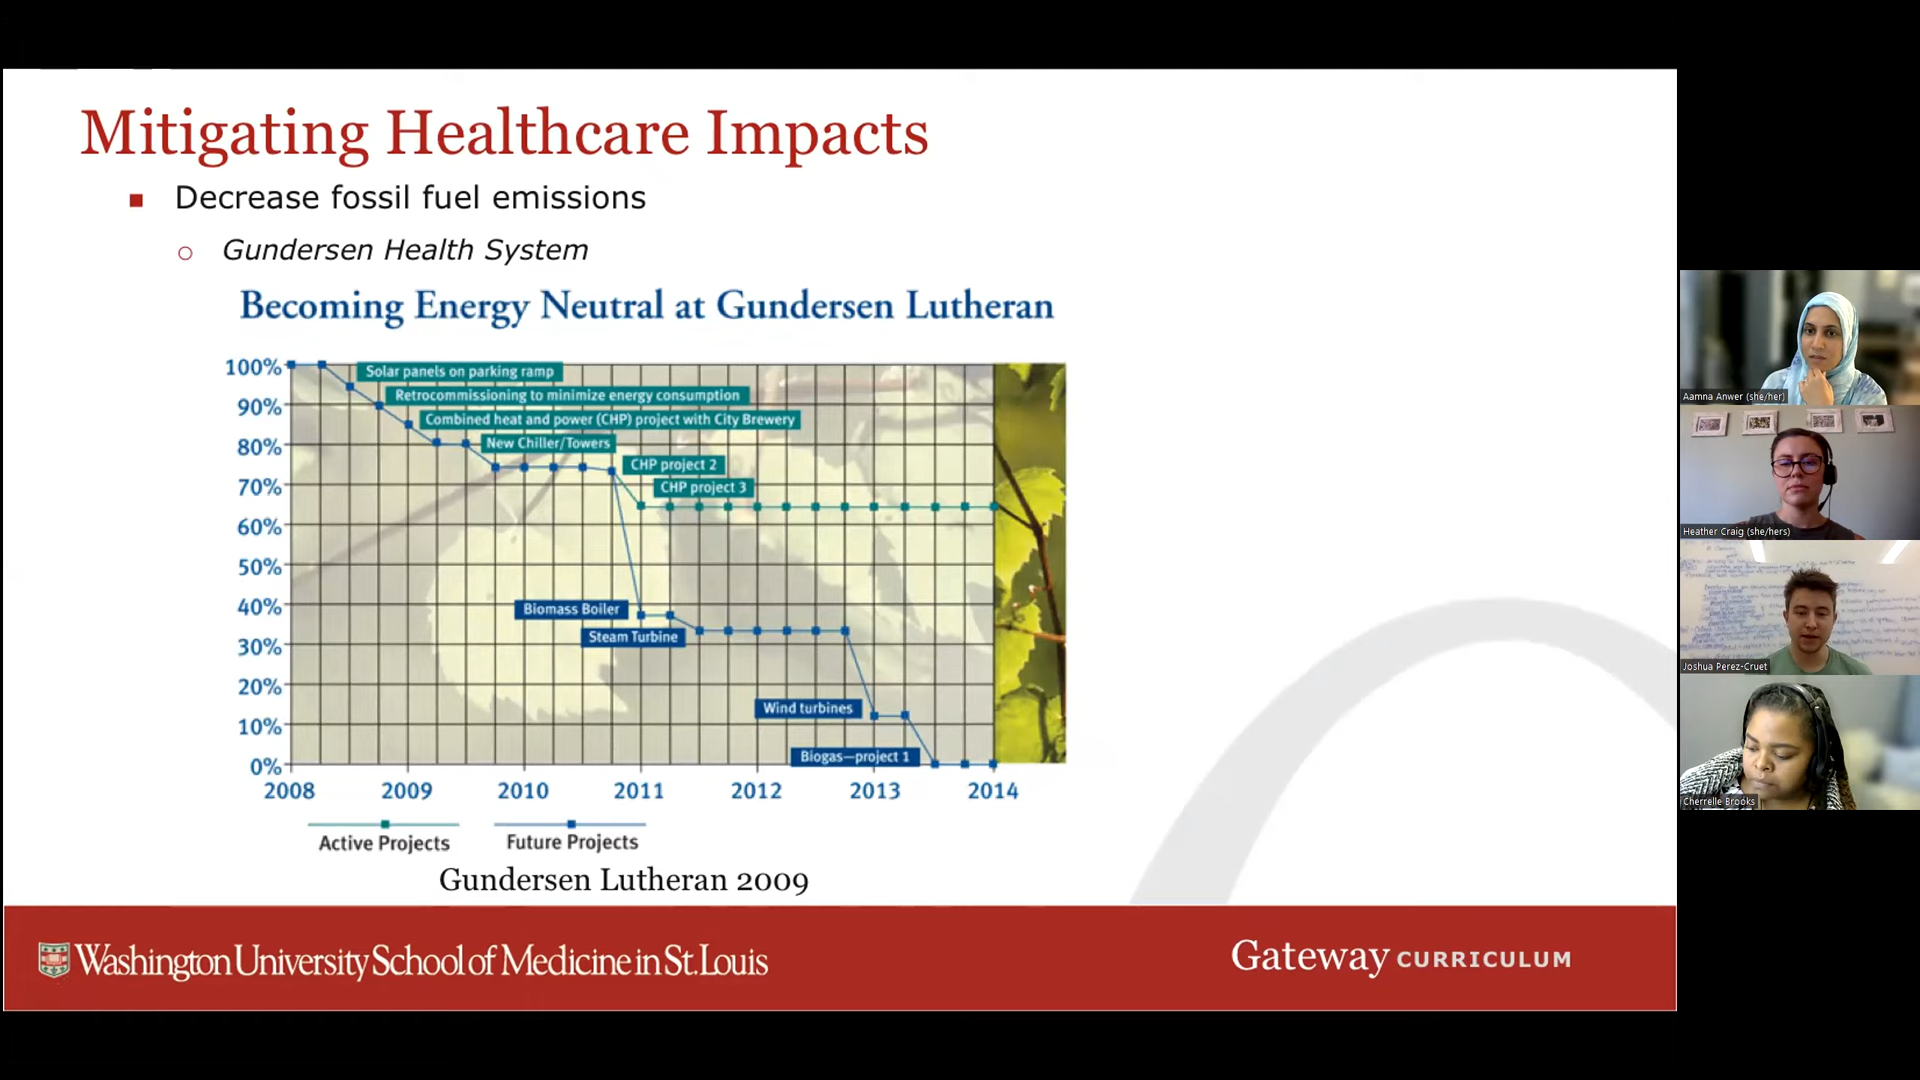 Mitigating Healthcare Impacts
Decrease fossil fuel emissions
Gundersen Health System
Becoming Energy Neutral at Gundersen Lutheran
100%
90%
80%
70%
60%
50%
40%
30%
20%
10%
0%
Solar panels on parking ramp
Retrocommissioning to minimize energy consumption
Combined heat and power (CHP) project with City Brewery
New Chiller/Towers
CHP project 2
CHP project 3
Biomass Boiler
Steam Turbine
Wind turbines
Biogas—project 1
2008 2009 2010 2011 2012 2013 2014
Active Projects Future Projects
Gundersen Lutheran 2009
Washington University School of Medicine in St. Louis
Gateway CURRICULUM
Aamna Anwer (she/her)
Heather Craig (she/hers)
Joshua Perez-Cruet
Cherrelle Brooks